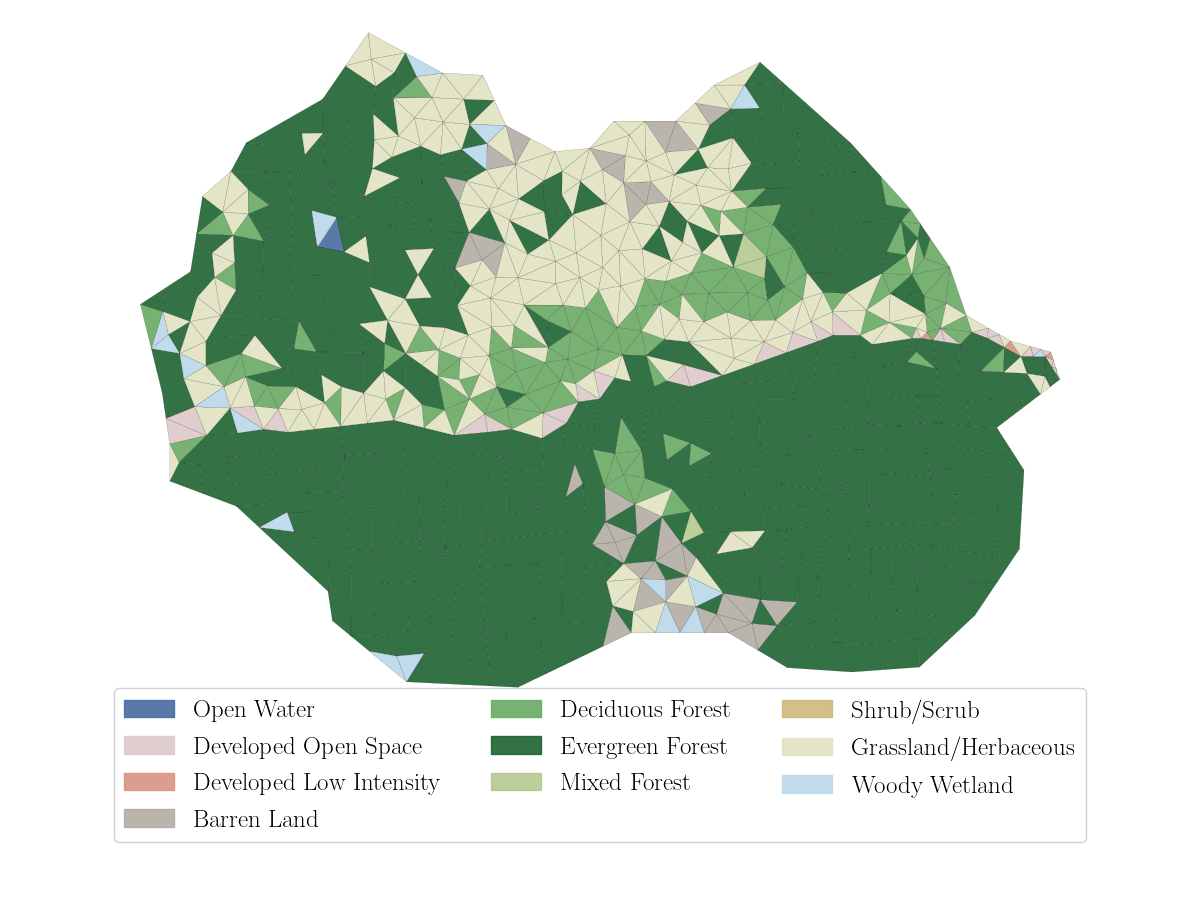 Open Water
Developed Open Space
Developed Low Intensity
Barren Land
Deciduous Forest
Evergreen Forest
Mixed Forest
Shrub/Scrub
Grassland/Herbaceous
Woody Wetland